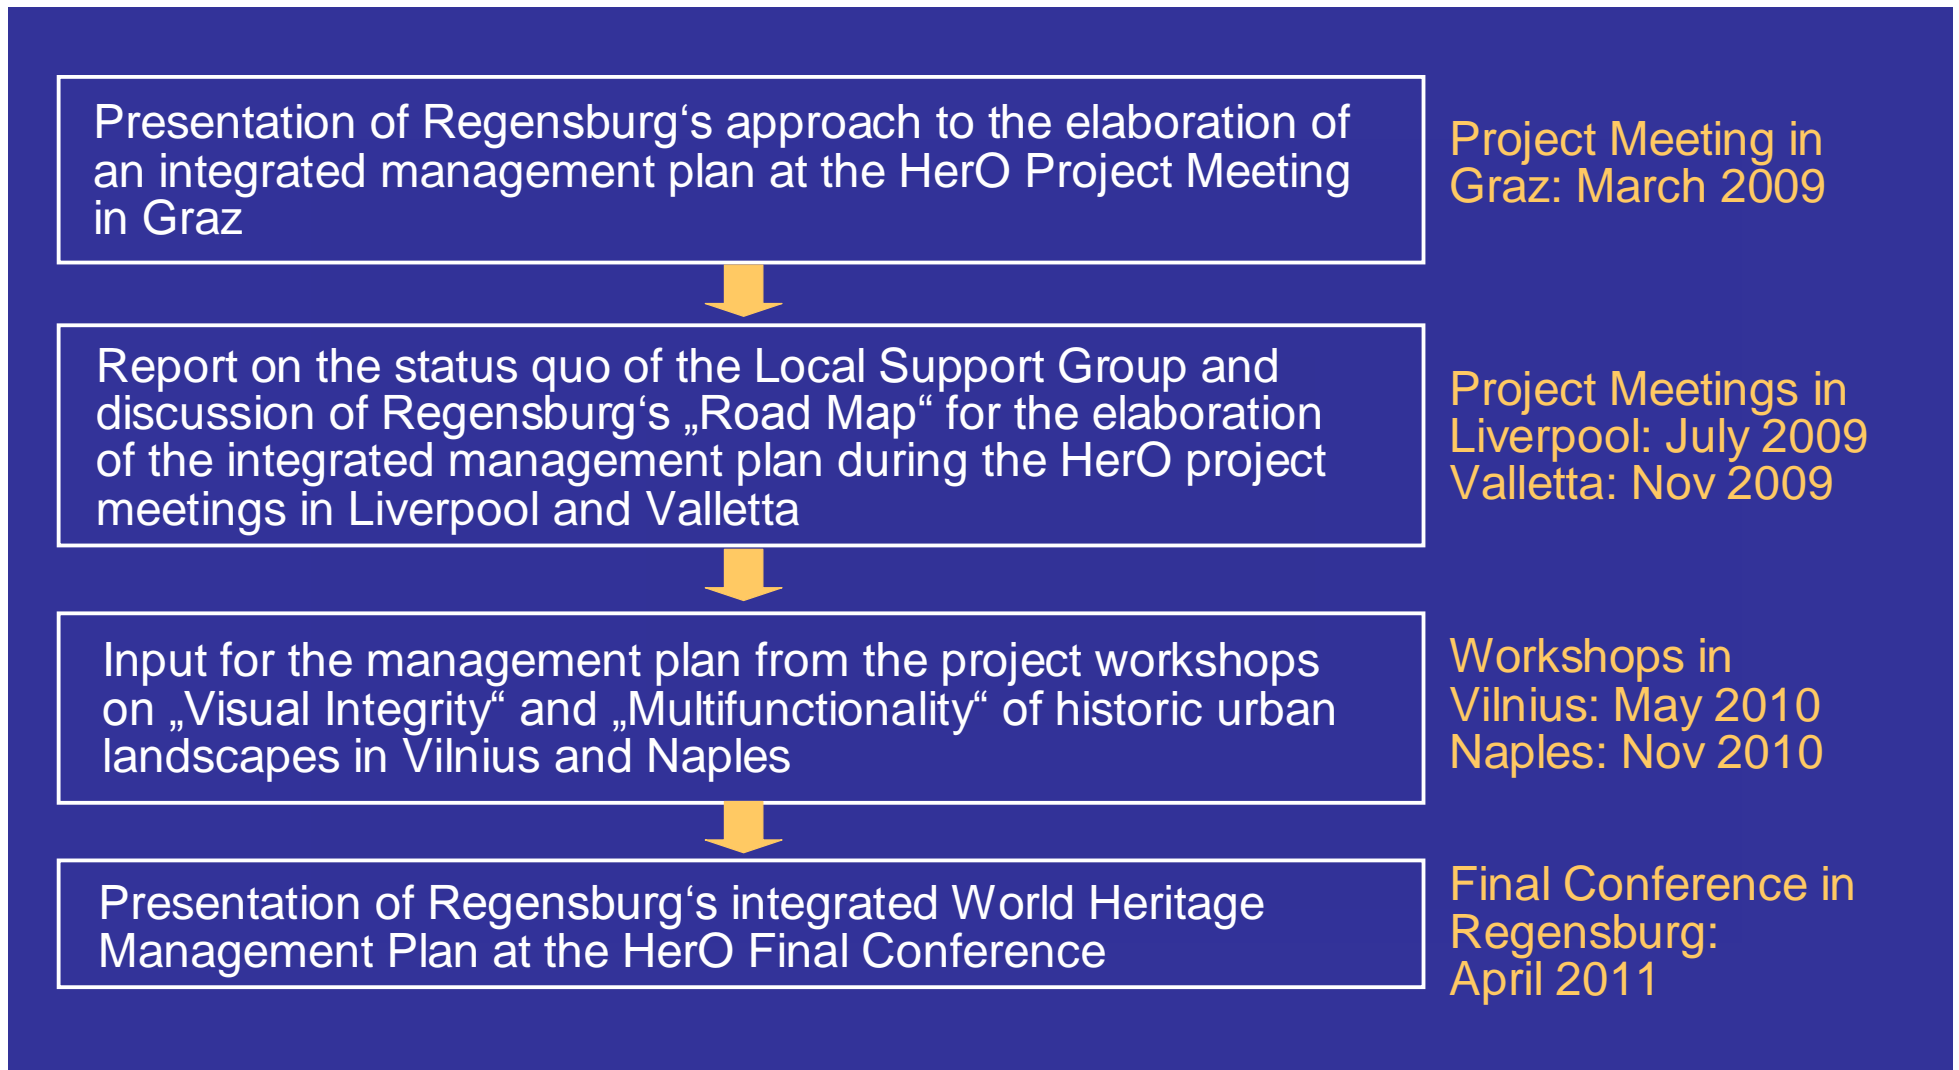 Presentation of Regensburg‘s approach to the elaboration of
an integrated management plan at the HerO Project Meeting
in Graz
Project Meeting in
Graz: March 2009
Report on the status quo of the Local Support Group and
discussion of Regensburg‘s „Road Map“ for the elaboration
of the integrated management plan during the HerO project
meetings in Liverpool and Valletta
Project Meetings in
Liverpool: July 2009
Valletta: Nov 2009
Input for the management plan from the project workshops
on „Visual Integrity“ and „Multifunctionality“ of historic urban
landscapes in Vilnius and Naples
Workshops in
Vilnius: May 2010
Naples: Nov 2010
Presentation of Regensburg‘s integrated World Heritage
Management Plan at the HerO Final Conference
Final Conference in
Regensburg:
April 2011